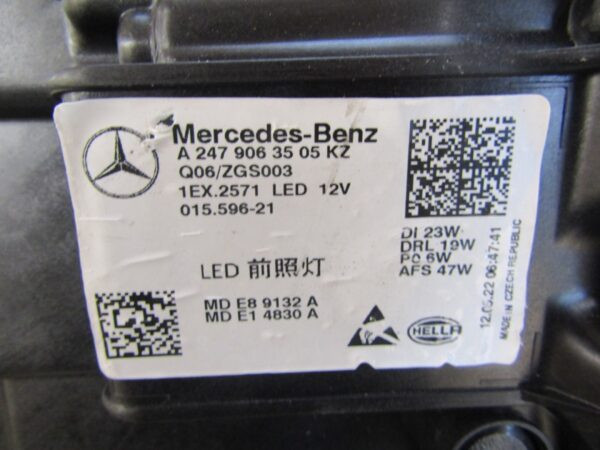 Mercedes-Benz
A 247 906 35 05 KZ
Q06/ZGS003
1EX.2571 LED 12V
015.596-21
LED 前照灯
MD E8 9132 A
MD E1 4830 A
DI 23W
DRL 19W
PO 6W
AFS 47W
HELLA
12.05.22 06:47:41
MADE IN CZECH REPUBLIC